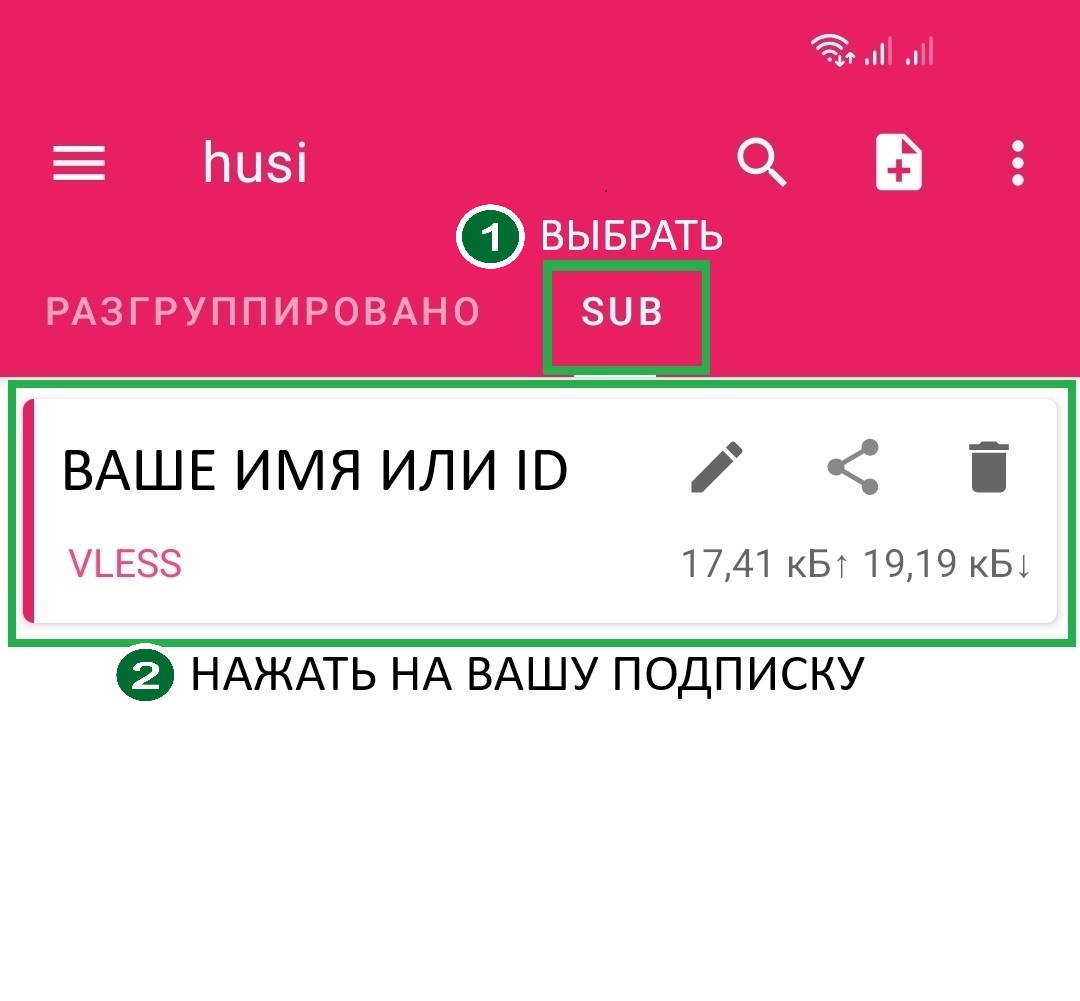 husi
1 ВЫБРАТЬ
РАЗГРУППИРОВАНО SUB
ВАШЕ ИМЯ ИЛИ ID
VLESS 17,41 кБ↑ 19,19 кБ↓
2 НАЖАТЬ НА ВАШУ ПОДПИСКУ